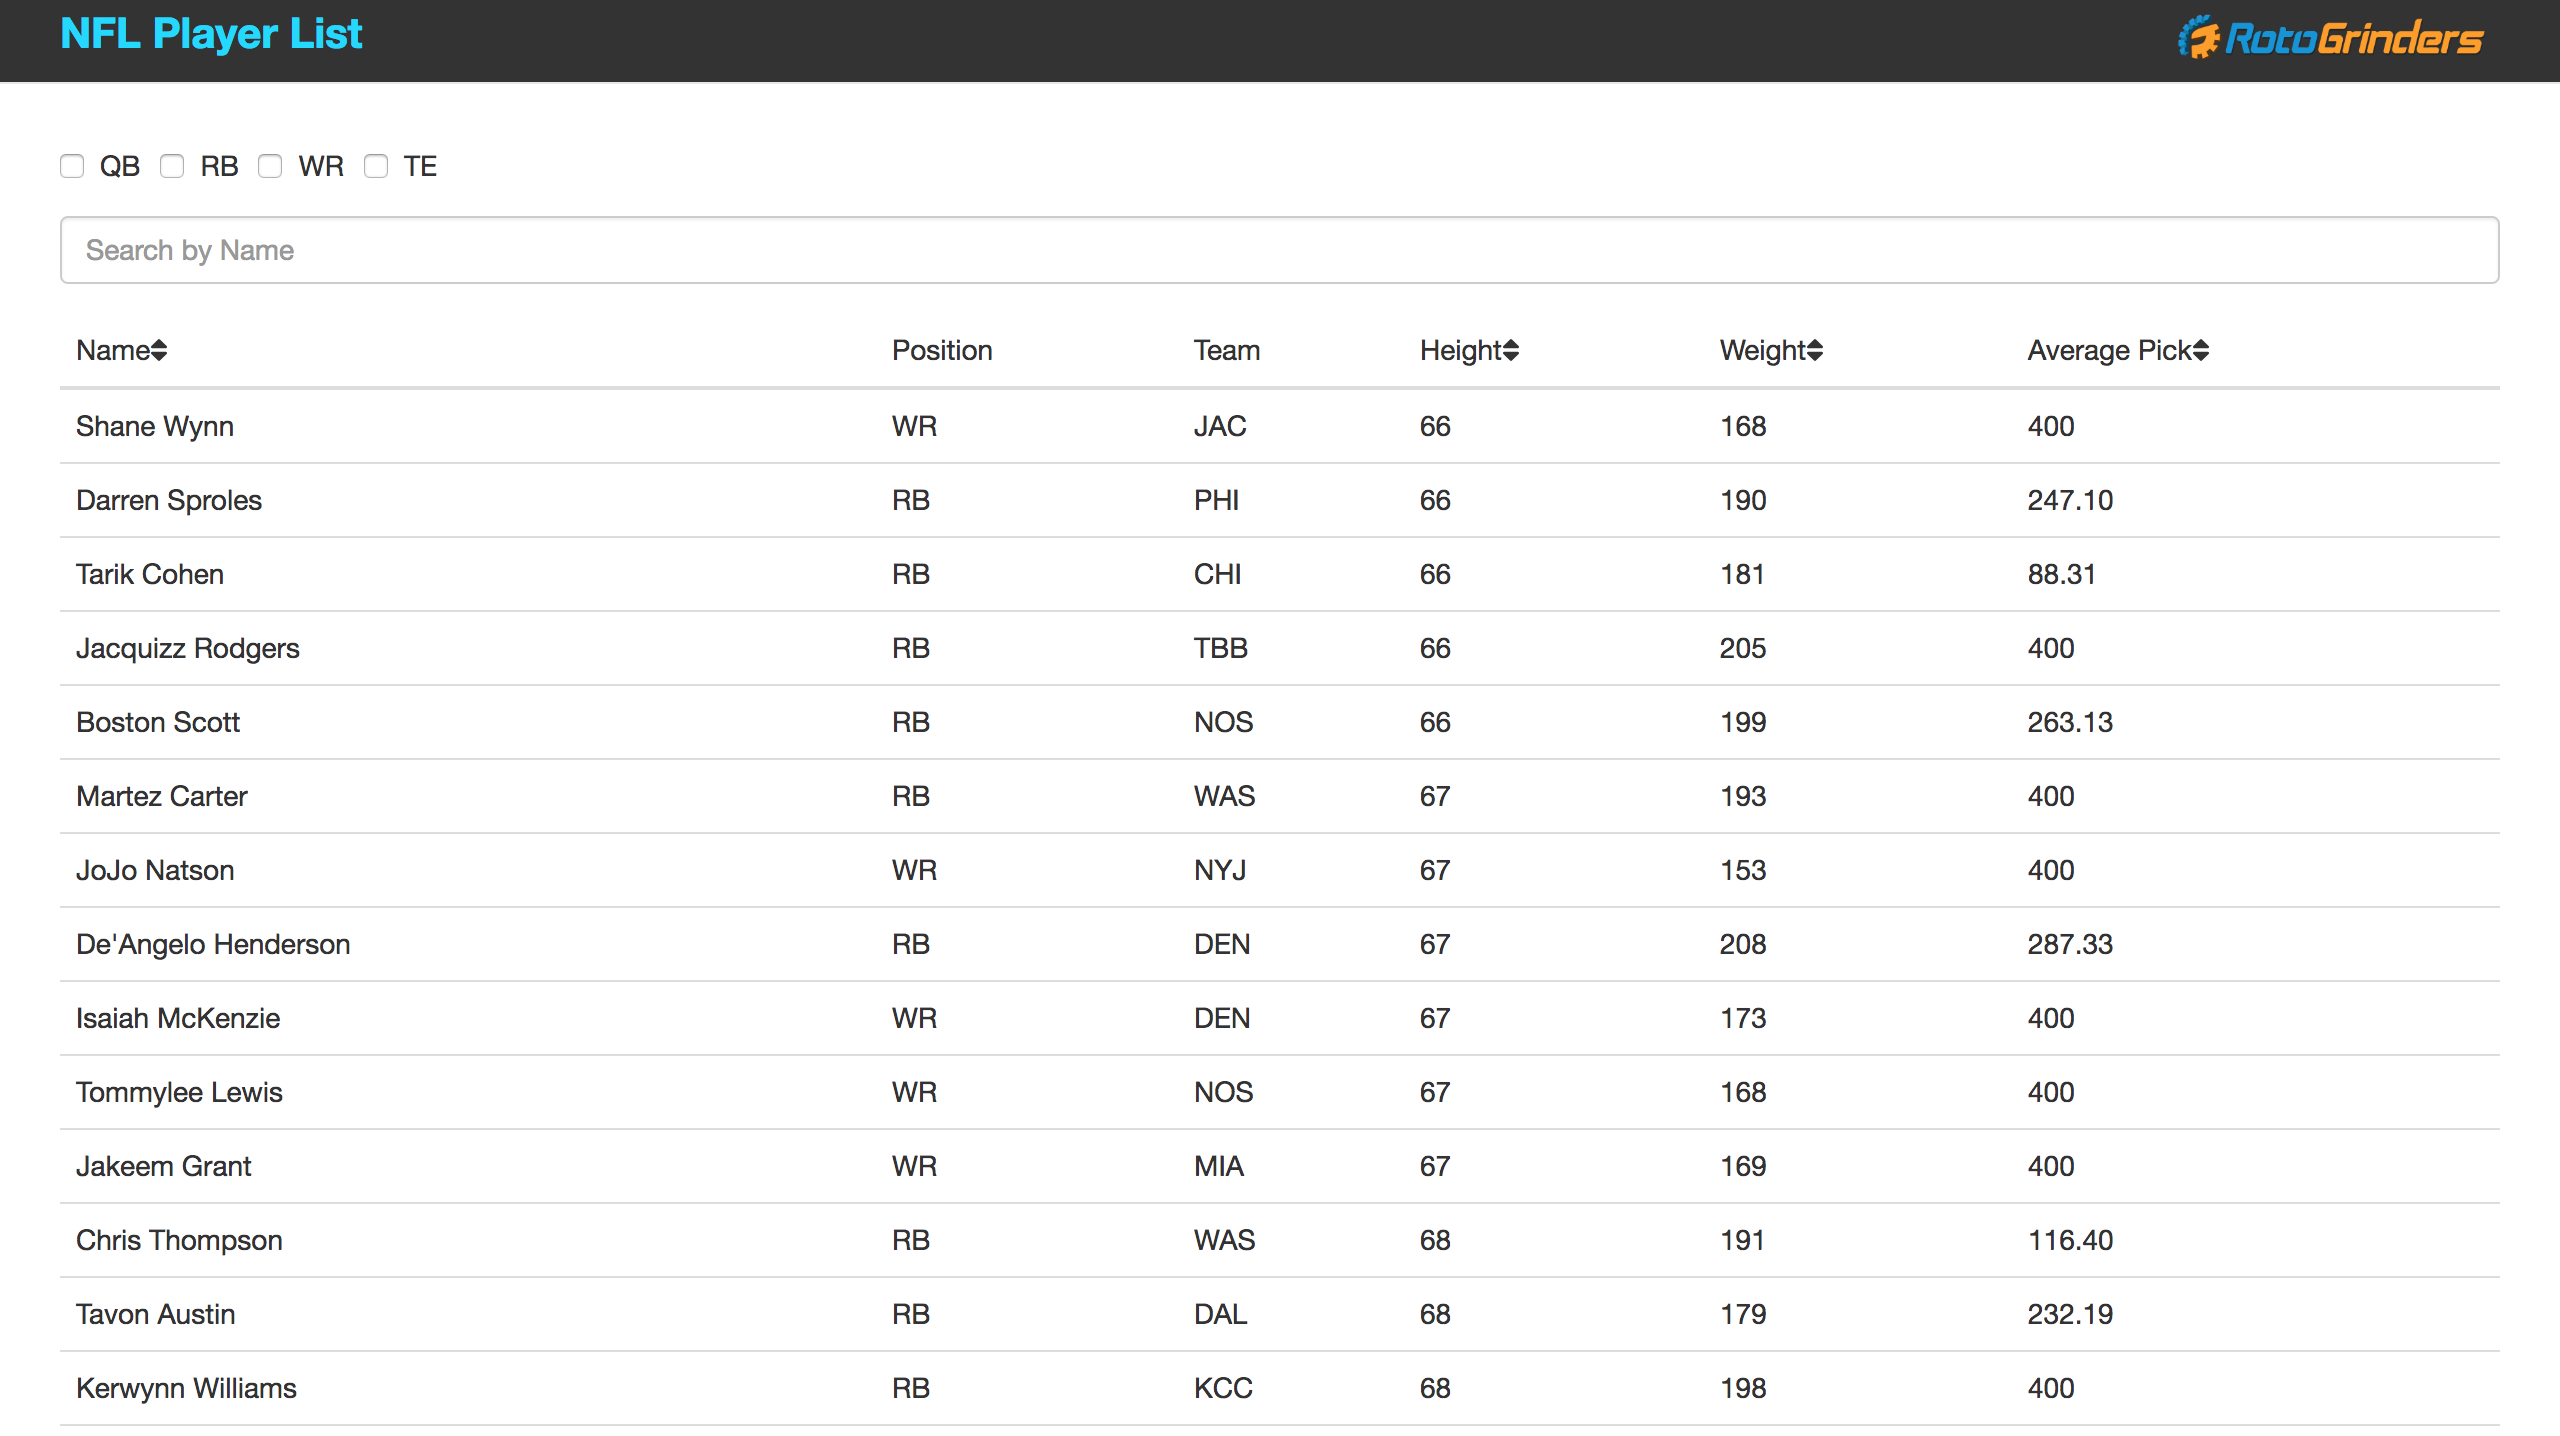 NFL Player List RotoGrinders
QB RB WR TE
Search by Name
Name Position Team Height Weight Average Pick
Shane Wynn WR JAC 66 168 400
Darren Sproles RB PHI 66 190 247.10
Tarik Cohen RB CHI 66 181 88.31
Jacquizz Rodgers RB TBB 66 205 400
Boston Scott RB NOS 66 199 263.13
Martez Carter RB WAS 67 193 400
JoJo Natson WR NYJ 67 153 400
De'Angelo Henderson RB DEN 67 208 287.33
Isaiah McKenzie WR DEN 67 173 400
Tommylee Lewis WR NOS 67 168 400
Jakeem Grant WR MIA 67 169 400
Chris Thompson RB WAS 68 191 116.40
Tavon Austin RB DAL 68 179 232.19
Kerwynn Williams RB KCC 68 198 400